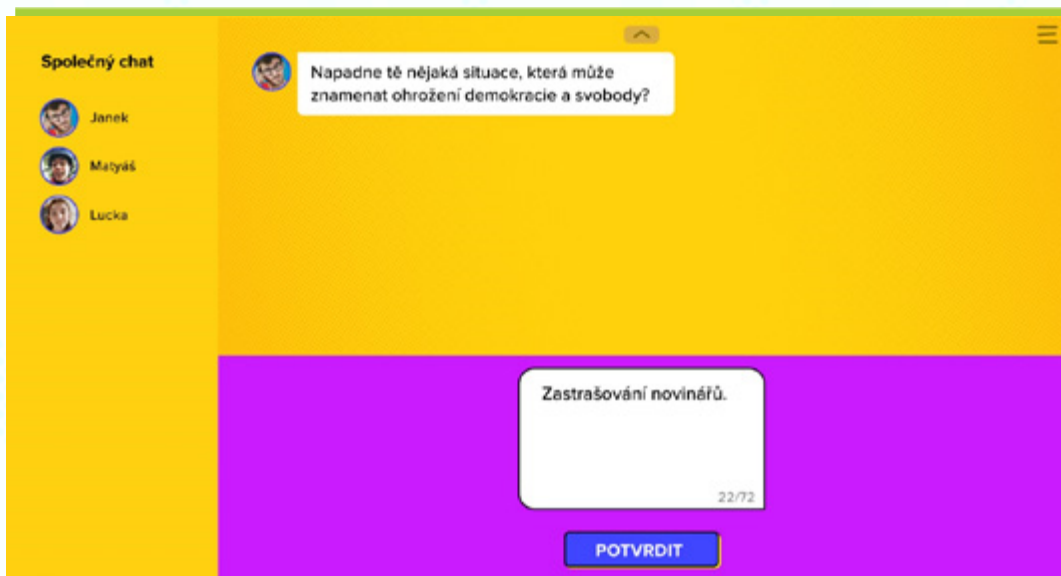 Společný chat
Janek
Matyáš
Lucka
Napadne tě nějaká situace, která může
znamenat ohrožení demokracie a svobody?
Zastrašování novinářů.
22/72
POTVRDIT